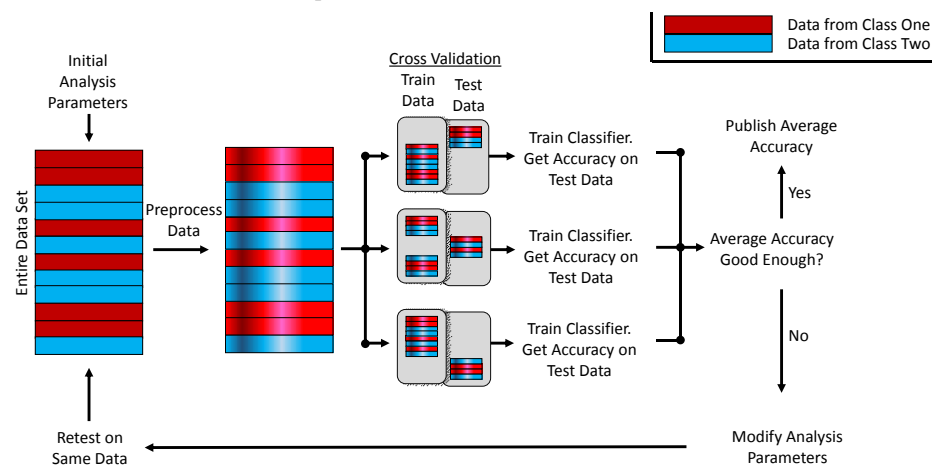 Data from Class One
Data from Class Two
Initial
Analysis
Parameters
Entire Data Set
Preprocess
Data
Cross Validation
Train
Data
Test
Data
Train Classifier.
Get Accuracy on
Test Data
Train Classifier.
Get Accuracy on
Test Data
Train Classifier.
Get Accuracy on
Test Data
Publish Average
Accuracy
Yes
Average Accuracy
Good Enough?
No
Modify Analysis
Parameters
Retest on
Same Data